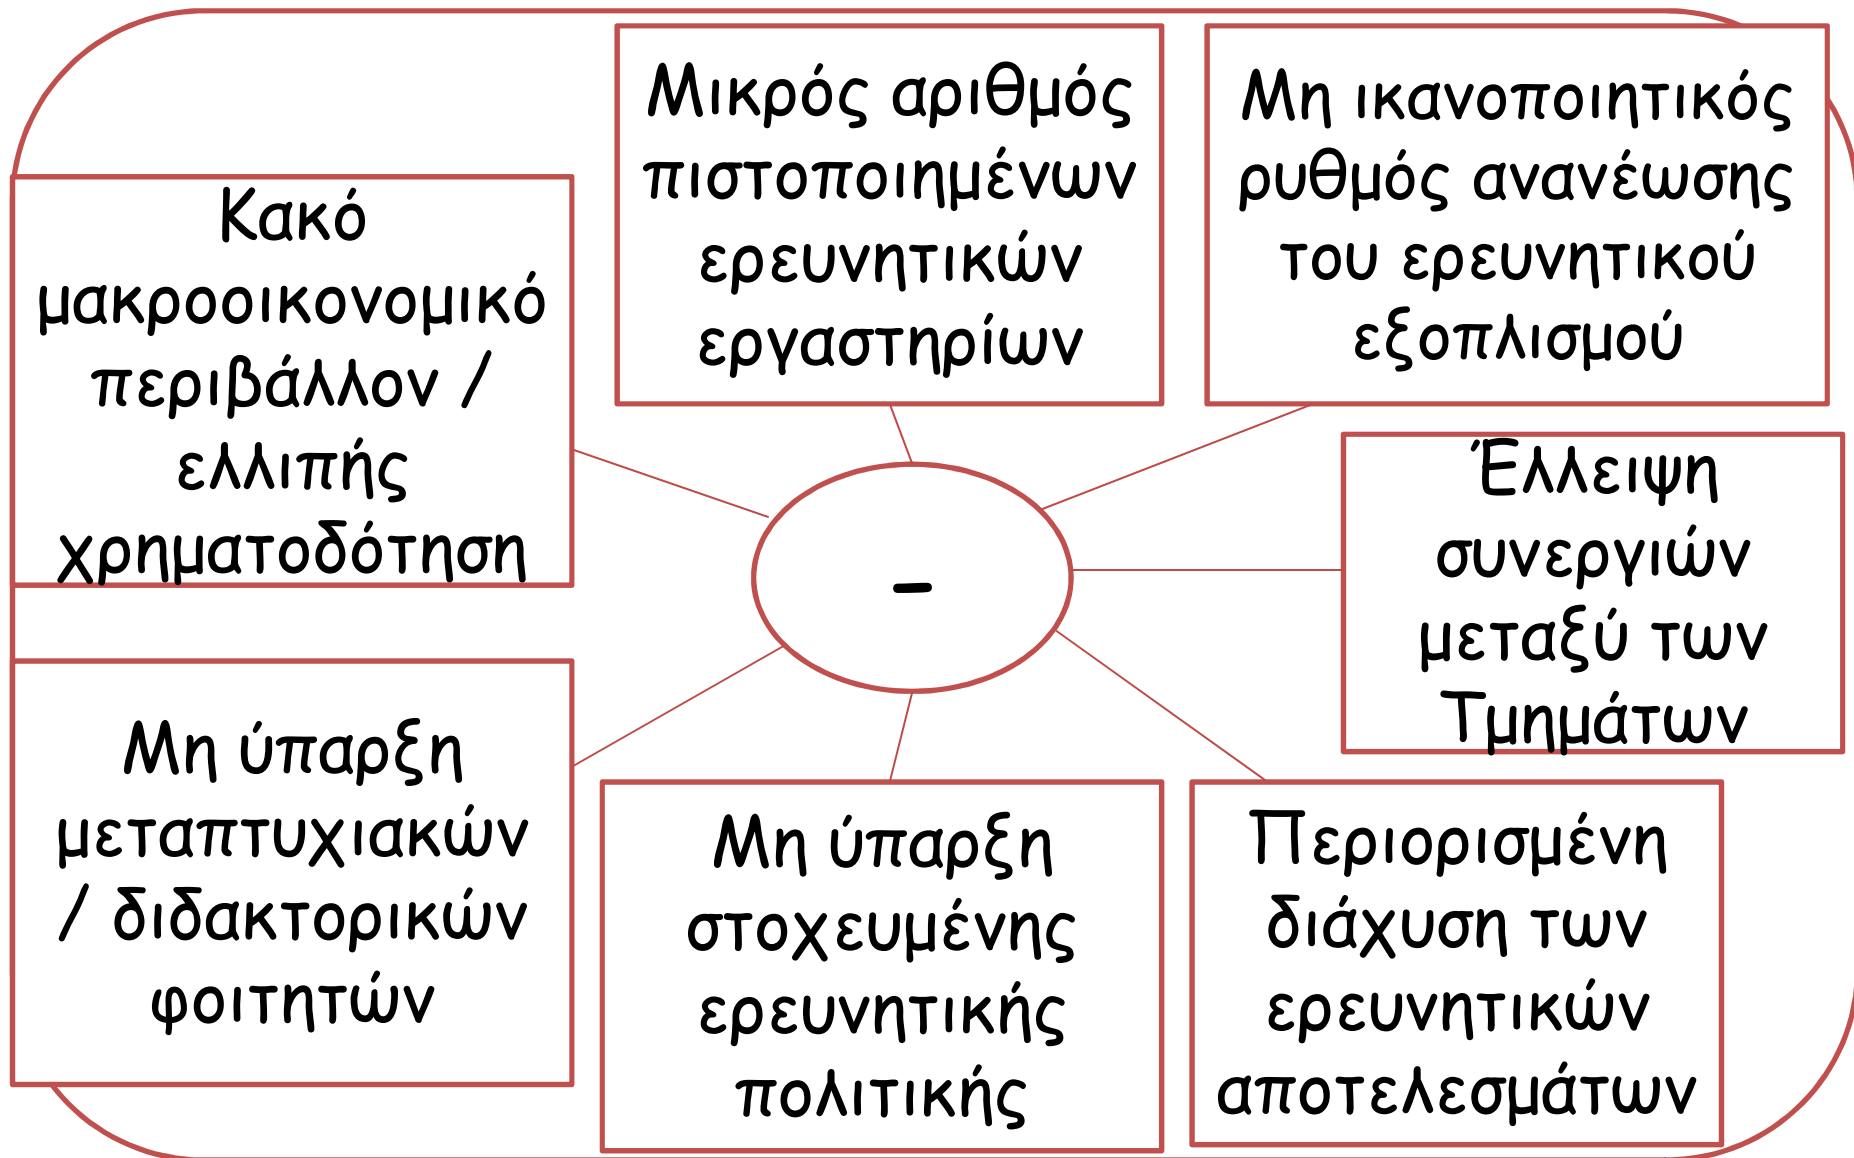 Κακό
μακροοικονομικό
περιβάλλον /
ελλιπής
χρηματοδότηση
Μικρός αριθμός
πιστοποιημένων
ερευνητικών
εργαστηρίων
Μη ικανοποιητικός
ρυθμός ανανέωσης
του ερευνητικού
εξοπλισμού
-
Έλλειψη
συνεργιών
μεταξύ των
Τμημάτων
Μη ύπαρξη
μεταπτυχιακών
/ διδακτορικών
φοιτητών
Μη ύπαρξη
στοχευμένης
ερευνητικής
πολιτικής
Περιορισμένη
διάχυση των
ερευνητικών
αποτελεσμάτων